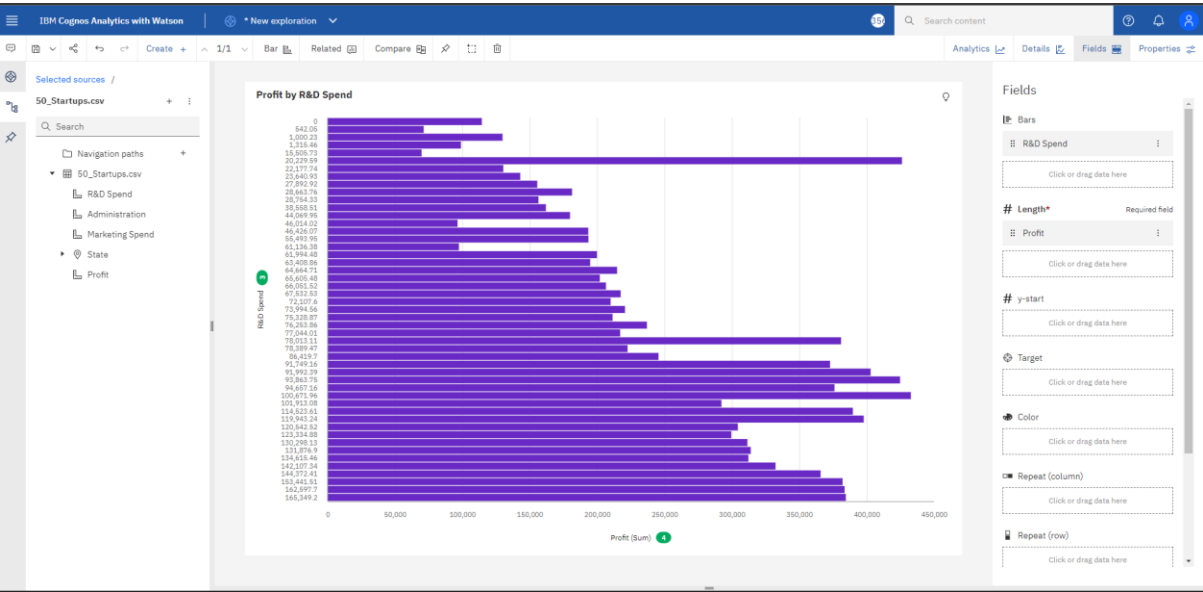 IBM Cognos Analytics with Watson
* New exploration
Search content
Create +
1/1
Bar
Related
Compare
Analytics
Details
Fields
Properties
Selected sources /
50_Startups.csv
Search
Navigation paths
50_Startups.csv
R&D Spend
Administration
Marketing Spend
State
Profit
Profit by R&D Spend
R&D Spend
0
542.05
1,000.23
1,315.46
15,505.73
20,229.59
22,177.74
23,640.93
27,892.92
28,663.76
28,754.33
38,558.51
44,069.95
46,014.02
46,426.07
55,493.95
61,136.38
61,994.48
63,408.86
64,664.71
65,605.48
66,051.52
67,532.53
72,107.6
73,994.56
75,328.87
76,253.86
77,044.01
78,013.11
78,389.47
86,419.7
91,749.16
91,992.39
93,863.75
94,657.16
100,671.96
101,913.08
114,523.61
119,943.24
120,542.52
123,334.88
130,298.13
131,876.9
134,615.46
142,107.34
144,372.41
153,441.51
162,597.7
165,349.2
0 50,000 100,000 150,000 200,000 250,000 300,000 350,000 400,000 450,000
Profit (Sum) 4
Fields
Bars
R&D Spend
Click or drag data here
Length* Required field
Profit
Click or drag data here
y-start
Click or drag data here
Target
Click or drag data here
Color
Click or drag data here
Repeat (column)
Click or drag data here
Repeat (row)
Click or drag data here